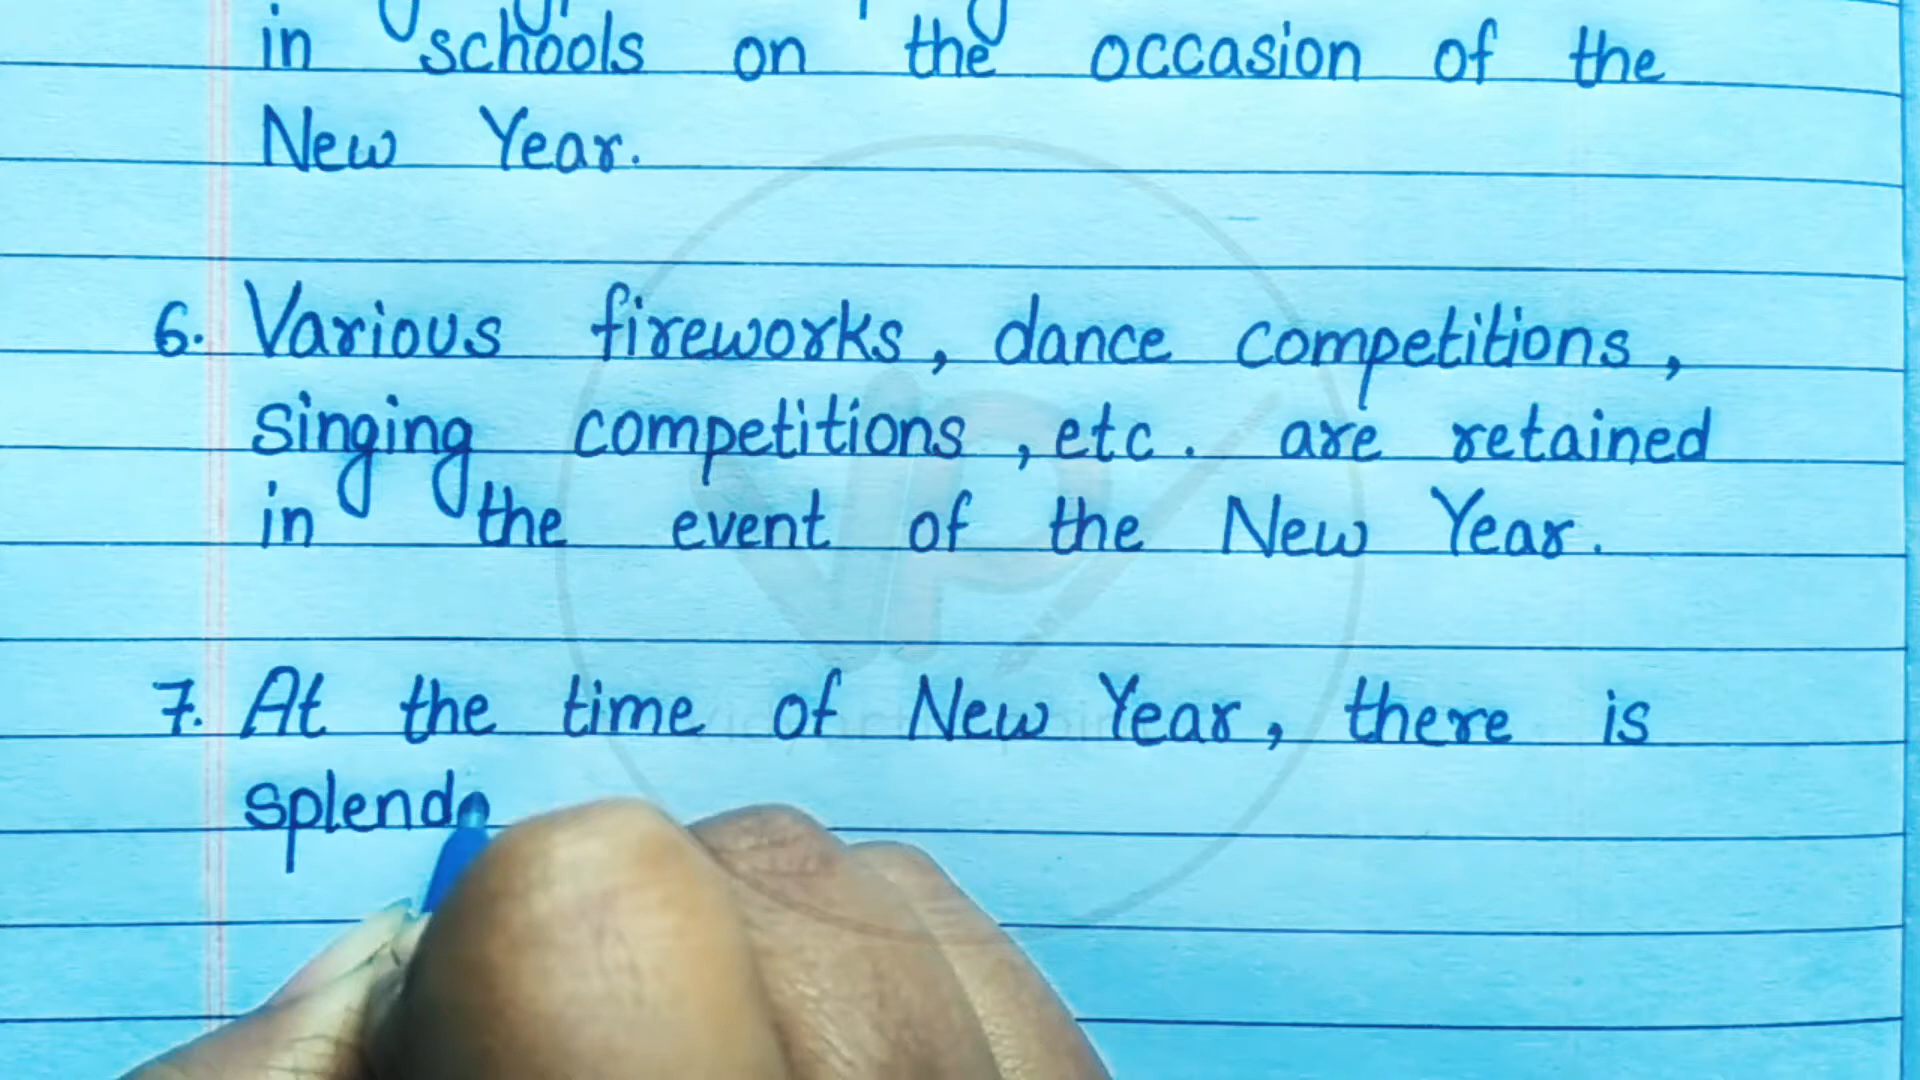 in schools on the occasion of the
New Year.
6. Various fireworks, dance competitions,
singing competitions, etc. are retained
in the event of the New Year.
7. At the time of New Year, there is
splendo